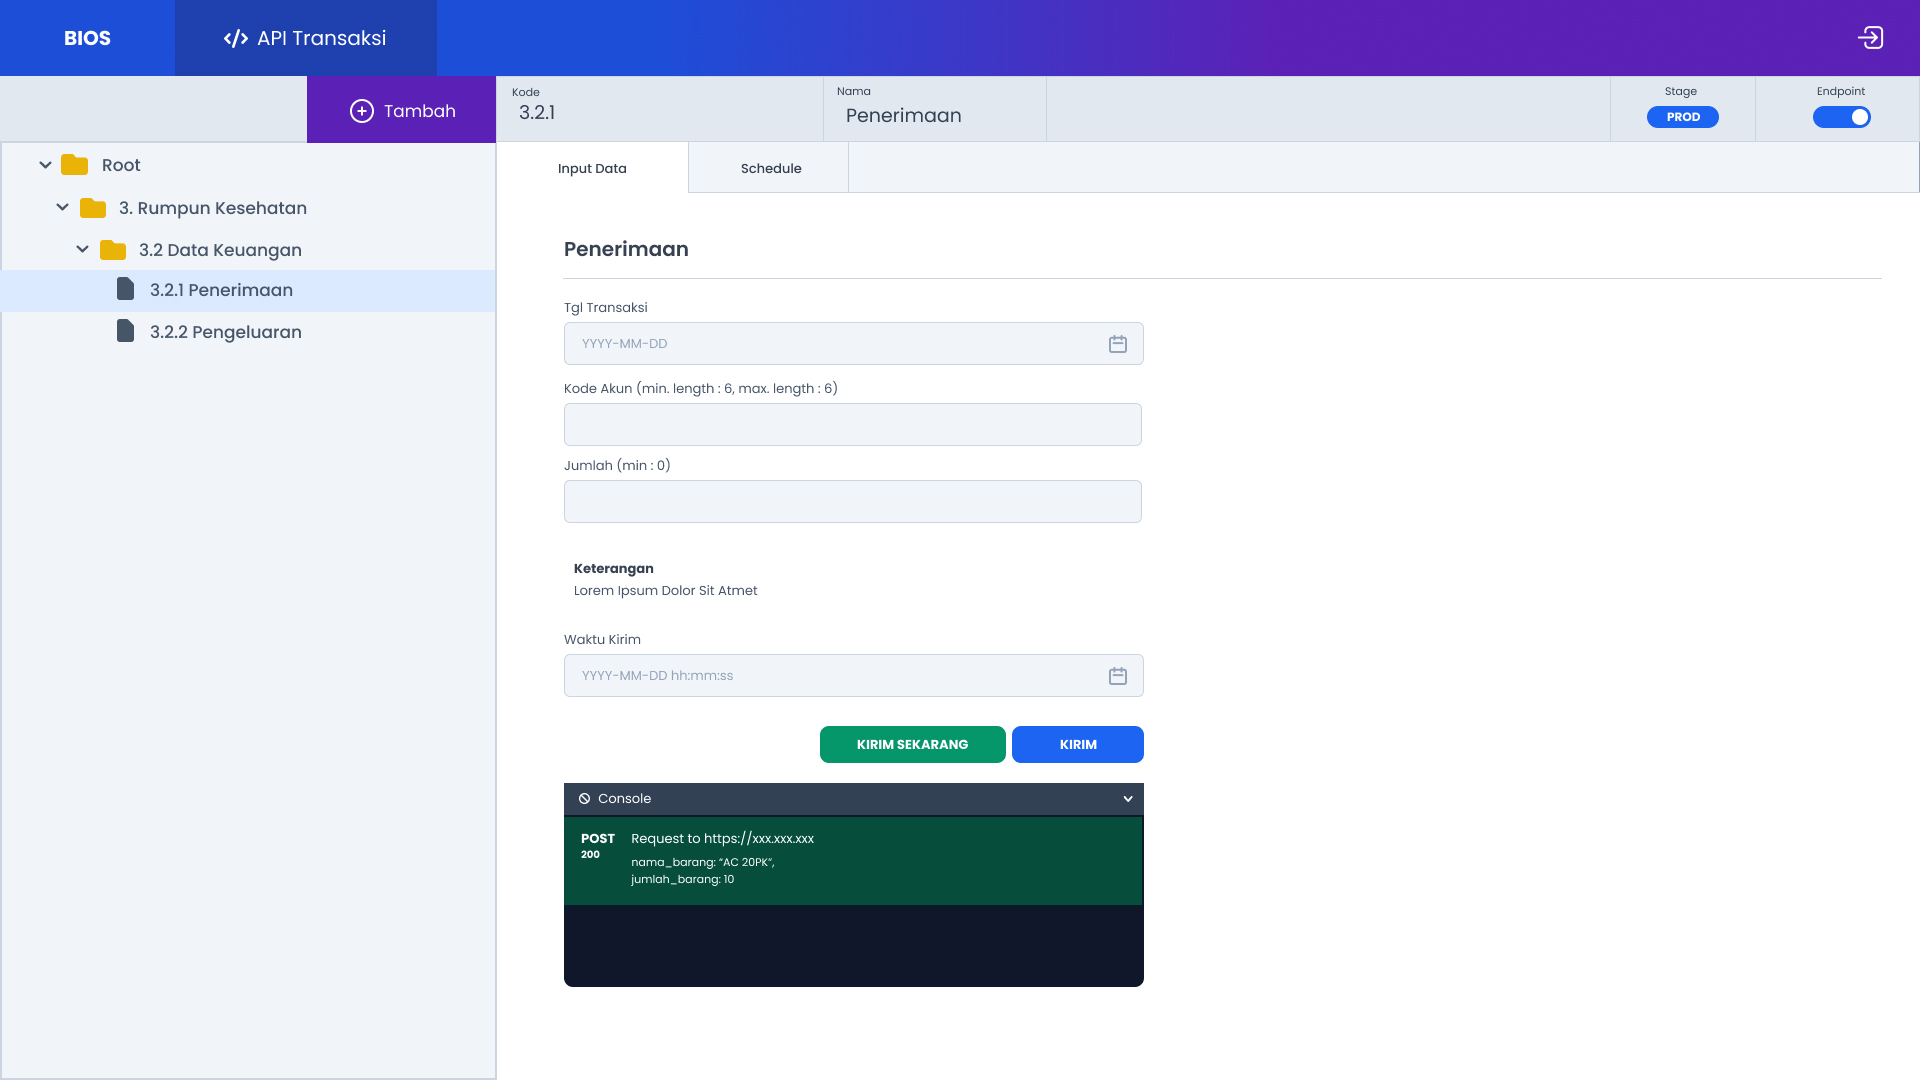 BIOS
</> API Transaksi
Tambah
Kode
3.2.1
Nama
Penerimaan
Stage
PROD
Endpoint
Root
3. Rumpun Kesehatan
3.2 Data Keuangan
3.2.1 Penerimaan
3.2.2 Pengeluaran
Input Data
Schedule
Penerimaan
Tgl Transaksi
YYYY-MM-DD
Kode Akun (min. length : 6, max. length : 6)
Jumlah (min : 0)
Keterangan
Lorem Ipsum Dolor Sit Atmet
Waktu Kirim
YYYY-MM-DD hh:mm:ss
KIRIM SEKARANG
KIRIM
Console
POST Request to https://xxx.xxx.xxx
200
nama_barang: “AC 20PK”,
jumlah_barang: 10